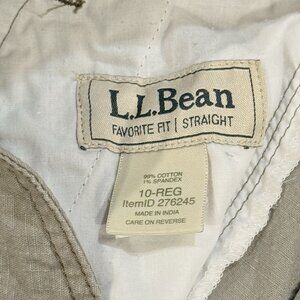 L.L.Bean
FAVORITE FIT | STRAIGHT
99% COTTON
1% SPANDEX
10-REG
ItemID 276245
MADE IN INDIA
CARE ON REVERSE